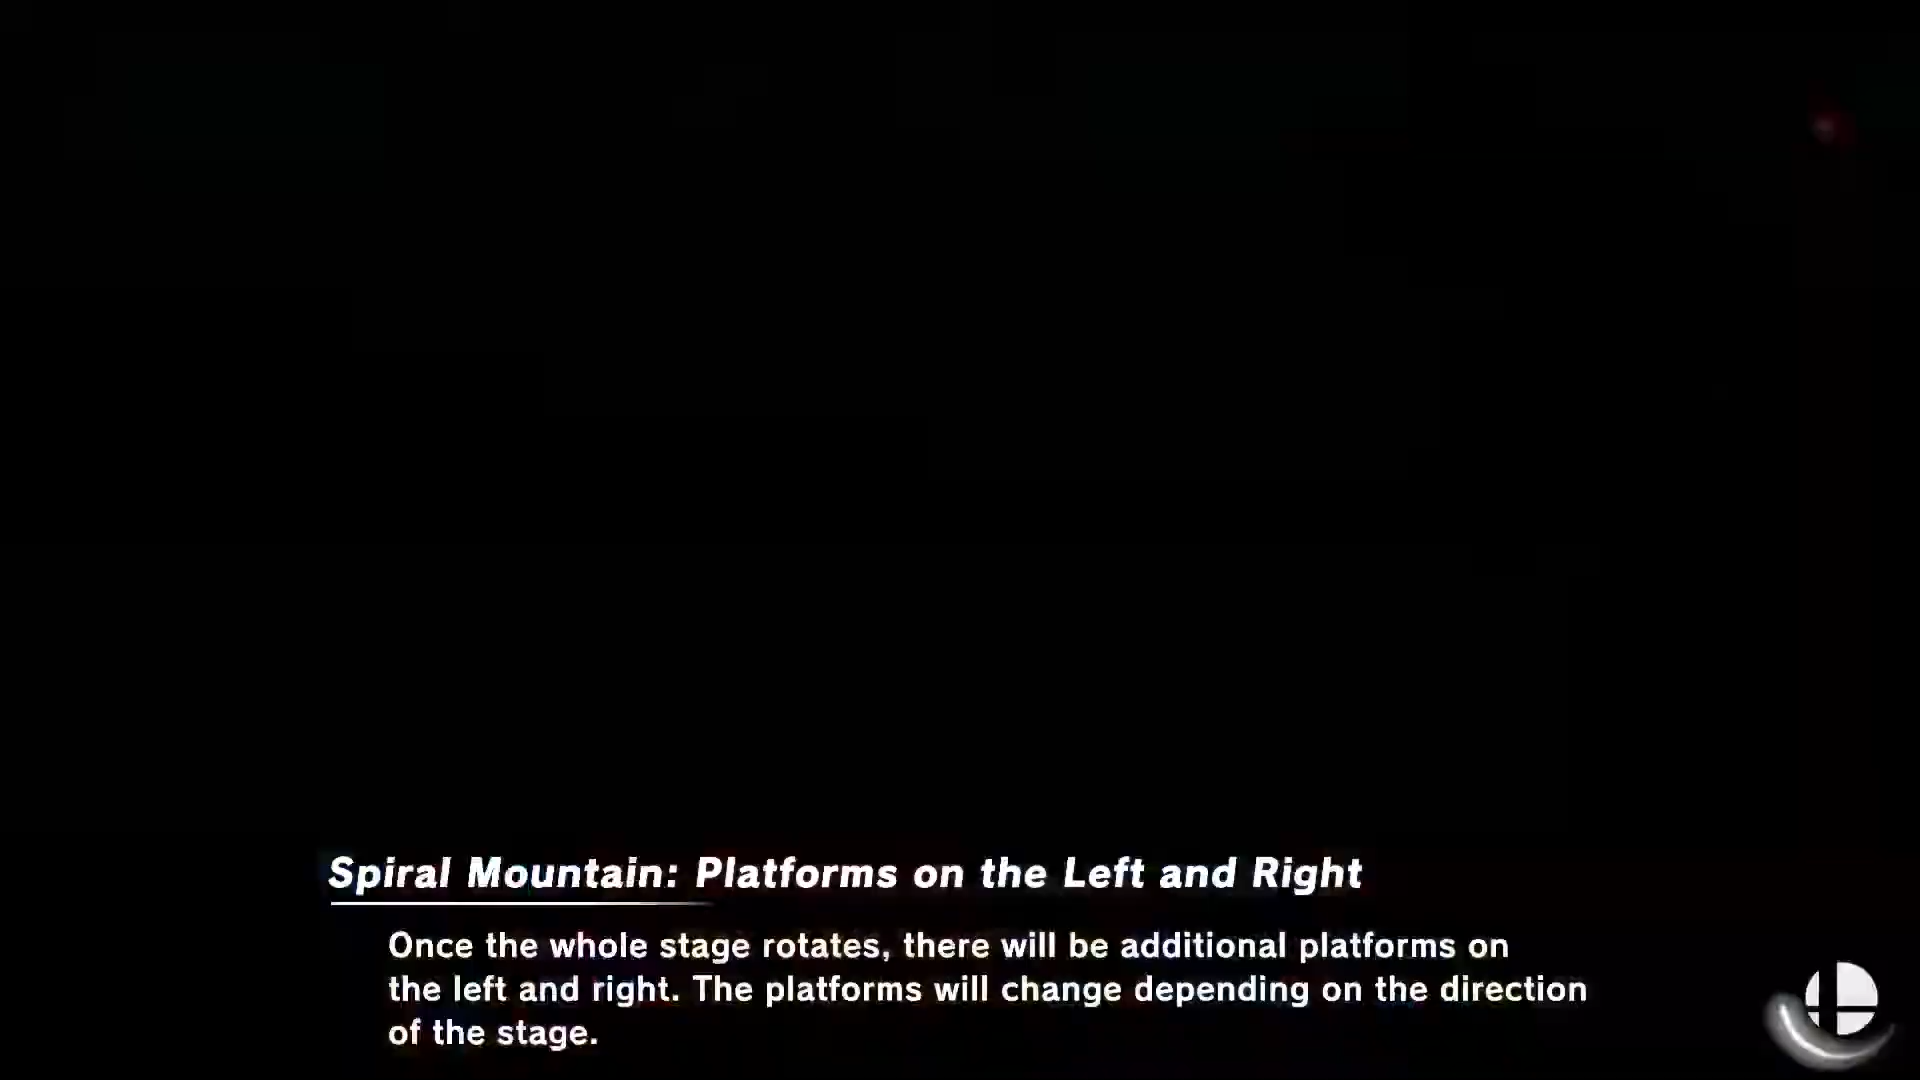 Spiral Mountain: Platforms on the Left and Right
Once the whole stage rotates, there will be additional platforms on
the left and right. The platforms will change depending on the direction
of the stage.